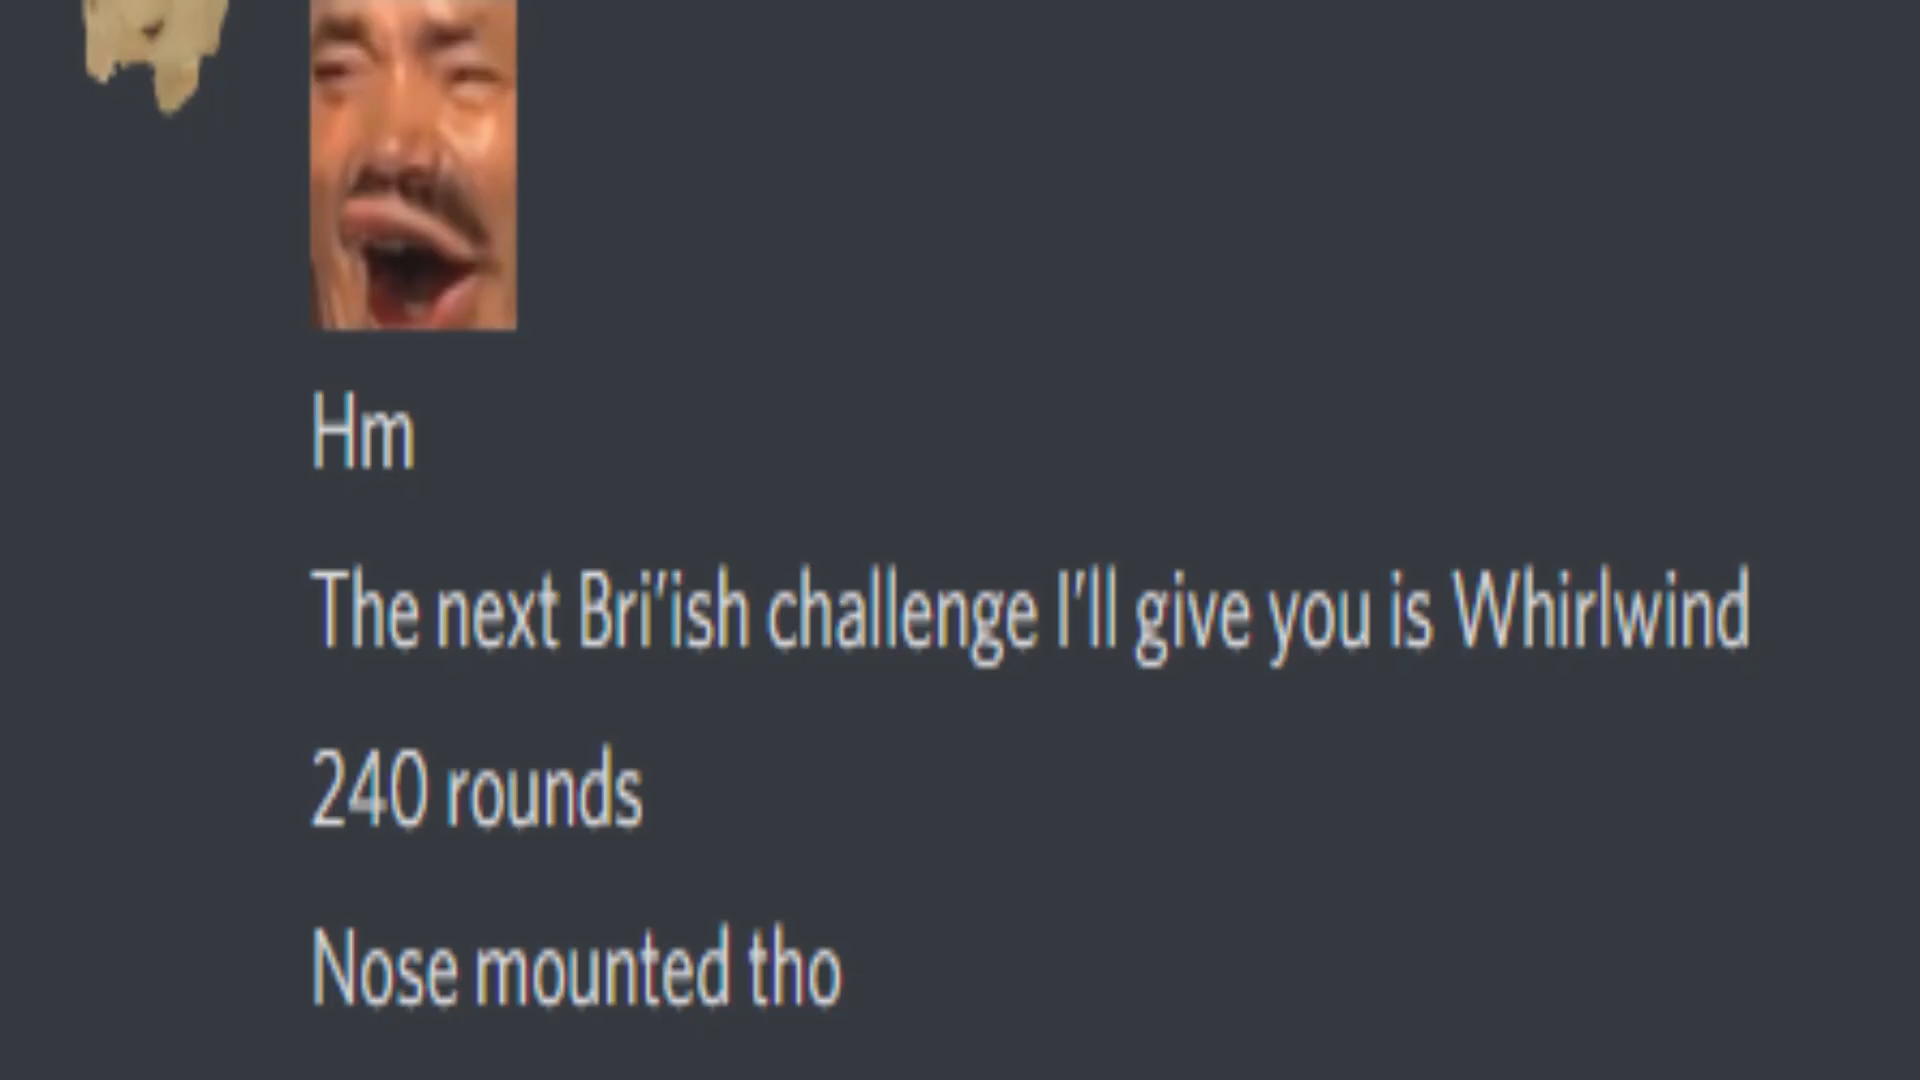 Hm
The next Bri'ish challenge I'll give you is Whirlwind
240 rounds
Nose mounted tho